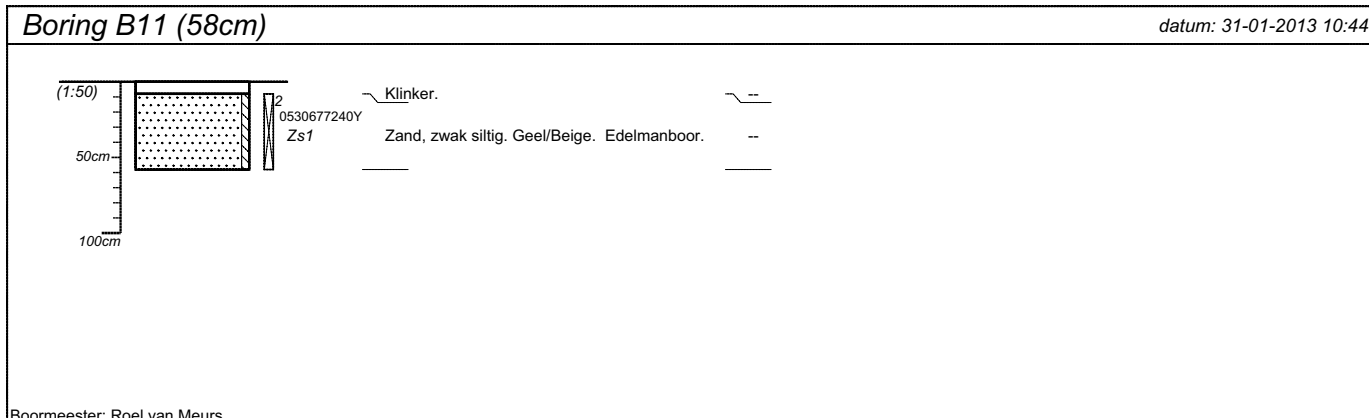 Boring B11 (58cm)
datum: 31-01-2013 10:44
(1:50)
Klinker.
--
2
0530677240Y
Zs1
Zand, zwak siltig. Geel/Beige. Edelmanboor.
--
50cm
100cm
Boormeester: Roel van Meurs